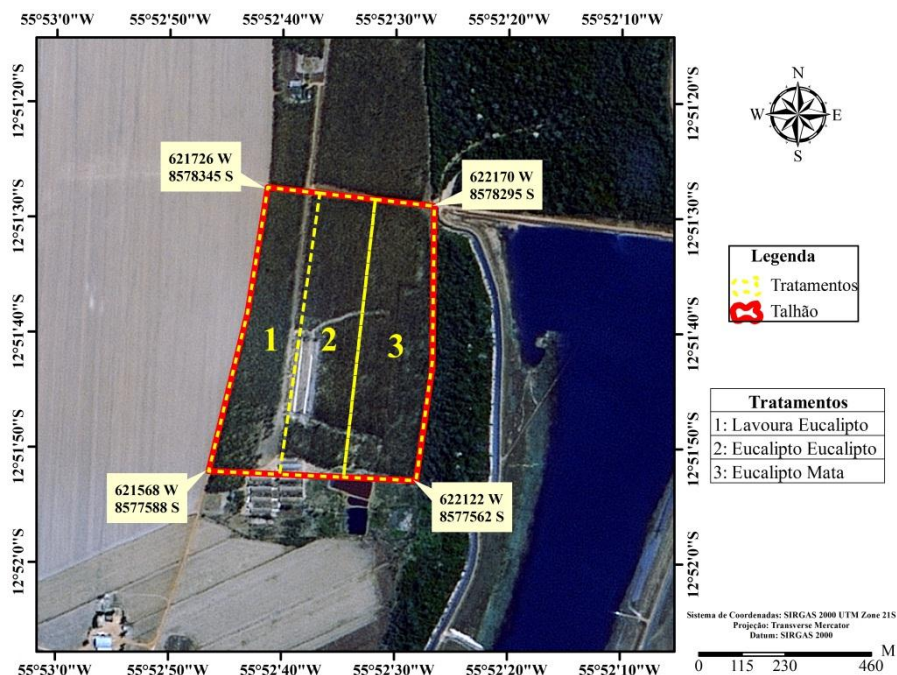 55°53'0"W 55°52'50"W 55°52'40"W 55°52'30"W 55°52'20"W 55°52'10"W
12°51'20"S 12°51'20"S
N
W E
S
621726 W
8578345 S
622170 W
8578295 S
12°51'30"S 12°51'30"S
Legenda
Tratamentos
Talhão
12°51'40"S 12°51'40"S
1 2 3
Tratamentos
1: Lavoura Eucalipto
2: Eucalipto Eucalipto
3: Eucalipto Mata
12°51'50"S 12°51'50"S
621568 W
8577588 S
622122 W
8577562 S
12°52'0"S 12°52'0"S
Sistema de Coordenadas: SIRGAS 2000 UTM Zone 21S
Projeção: Transverse Mercator
Datum: SIRGAS 2000
M
0 115 230 460
55°53'0"W 55°52'50"W 55°52'40"W 55°52'30"W 55°52'20"W 55°52'10"W